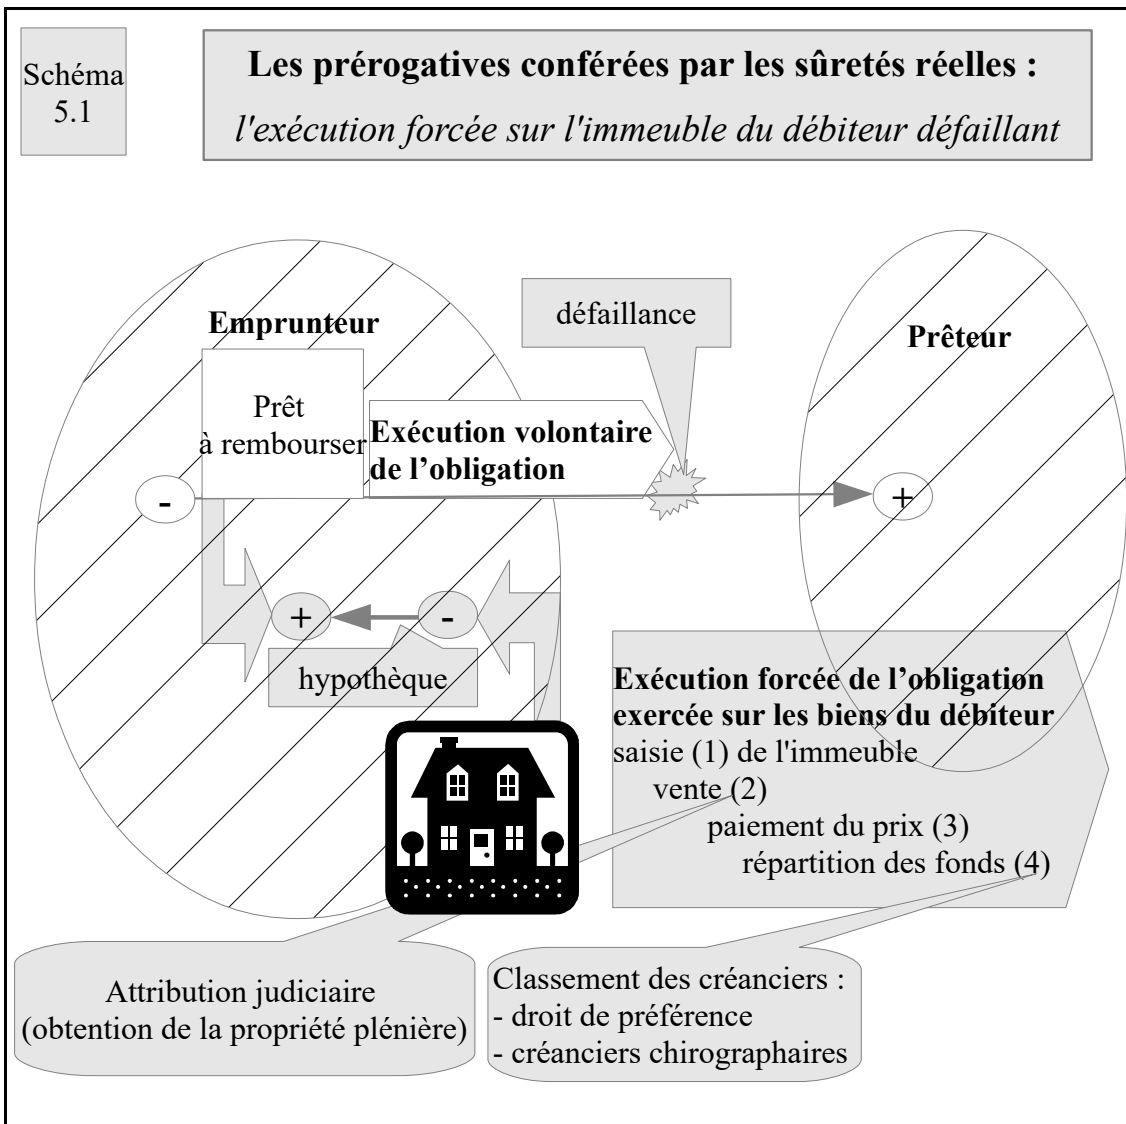 Schéma
5.1
Les prérogatives conférées par les sûretés réelles :
l'exécution forcée sur l'immeuble du débiteur défaillant
défaillance
Emprunteur
Prêteur
Prêt
à rembourser
Exécution volontaire
de l’obligation
-
+
+
-
hypothèque
Exécution forcée de l’obligation
exercée sur les biens du débiteur
saisie (1) de l'immeuble
vente (2)
paiement du prix (3)
répartition des fonds (4)
Attribution judiciaire
(obtention de la propriété plénière)
Classement des créanciers :
- droit de préférence
- créanciers chirographaires